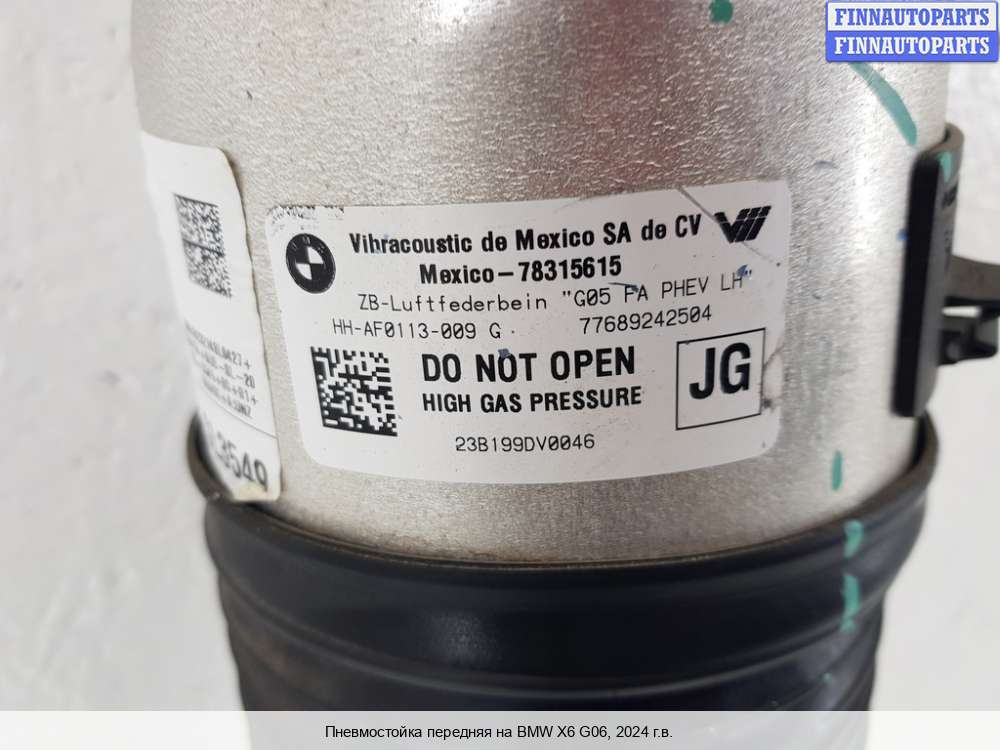 FINNAUTOPARTS
FINNAUTOPARTS
Vibracoustic de Mexico SA de CV
Mexico-78315615
ZB-Luftfederbein "G05 FA PHEV LH"
HH-AF0113-009 G
77689242504
DO NOT OPEN
HIGH GAS PRESSURE
JG
23B199DV0046
Пневмостойка передняя на BMW X6 G06, 2024 г.в.